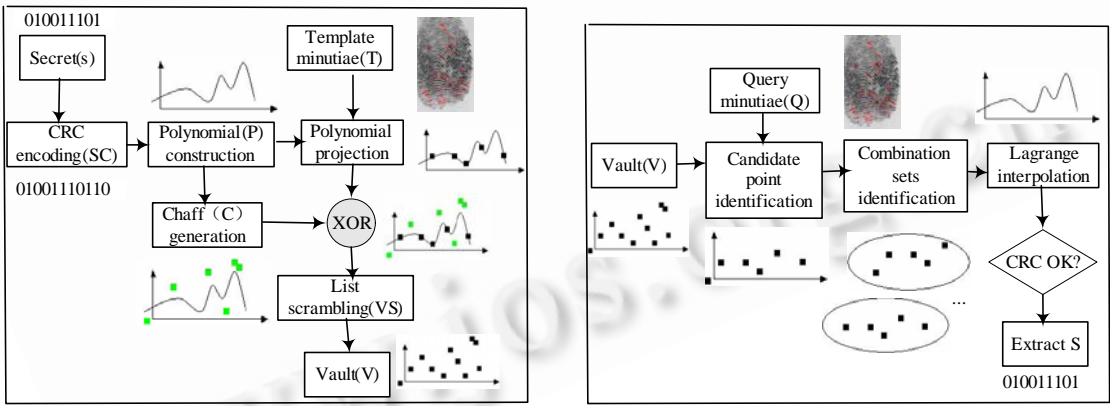 010011101
Secret(s)
CRC
encoding(SC)
01001110110
Polynomial(P)
construction
Template
minutiae(T)
Polynomial
projection
Chaff（C）
generation
XOR
List
scrambling(VS)
Vault(V)
Vault(V)
Query
minutiae(Q)
Candidate
point
identification
Combination
sets
identification
Lagrange
interpolation
...
CRC OK?
Extract S
010011101